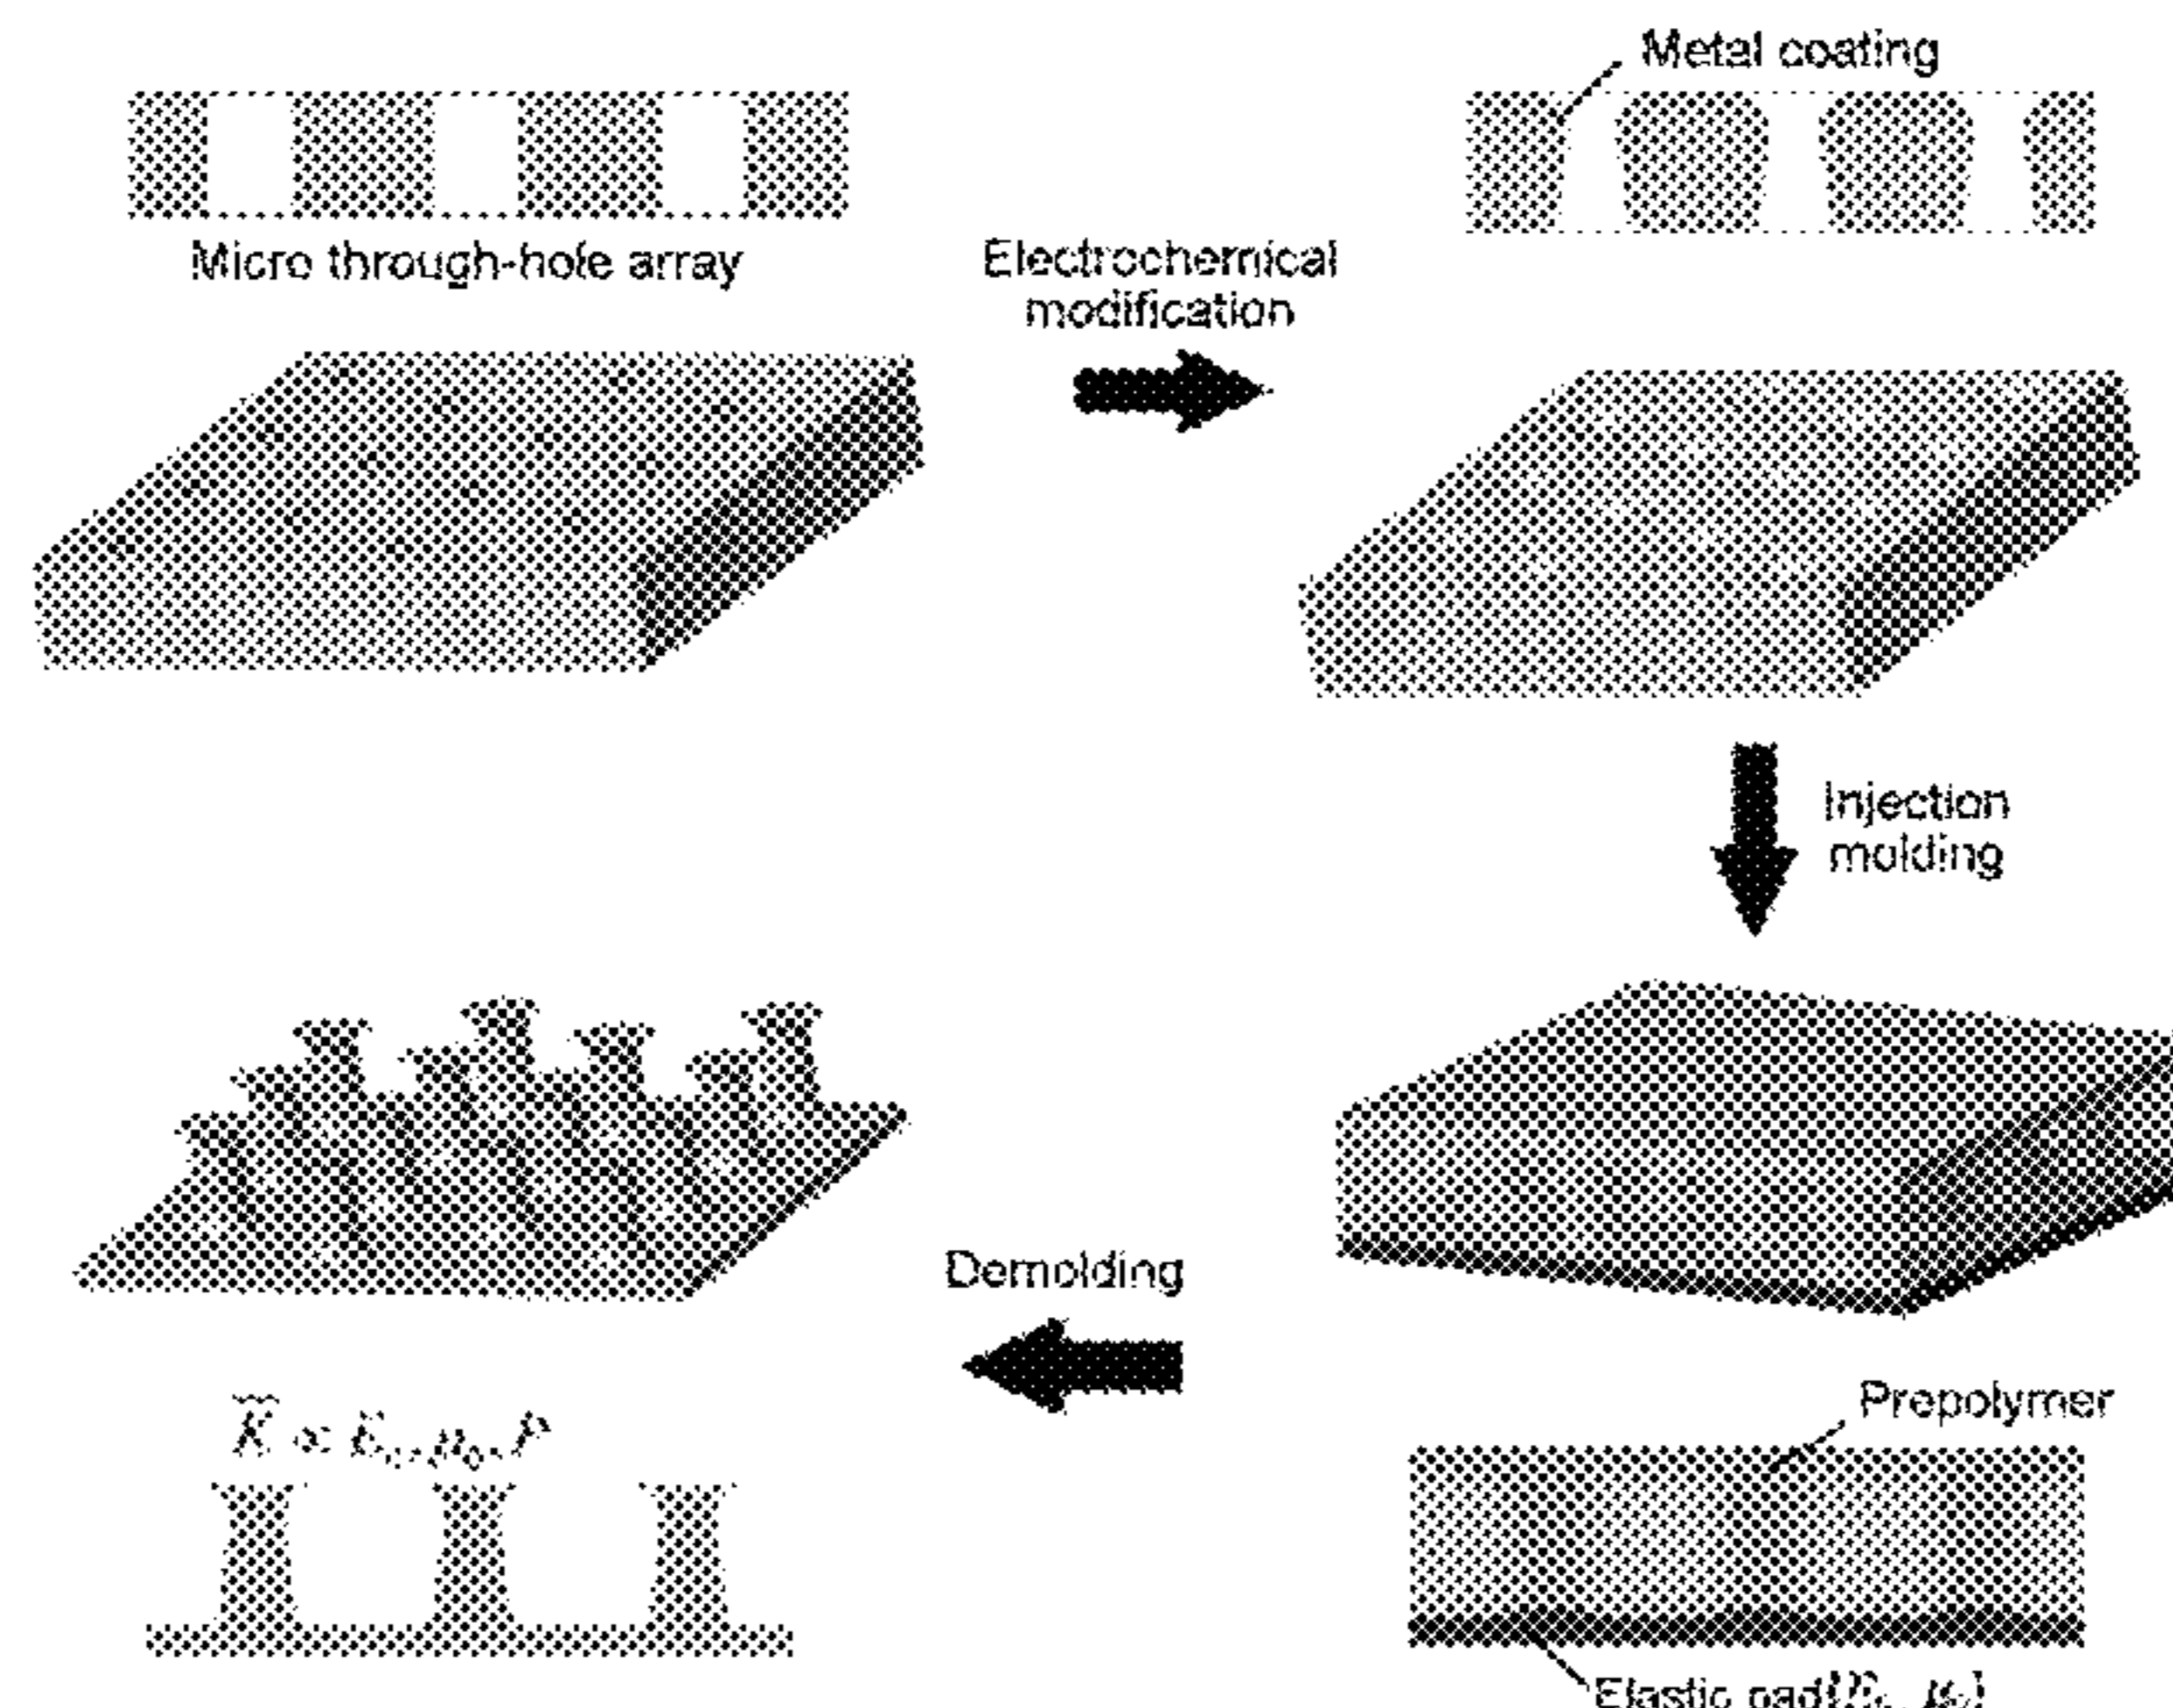 Metal coating
Micro through-hole array
Electrochemical
modification
Injection
molding
Demolding
Prepolymer
Elastic pad